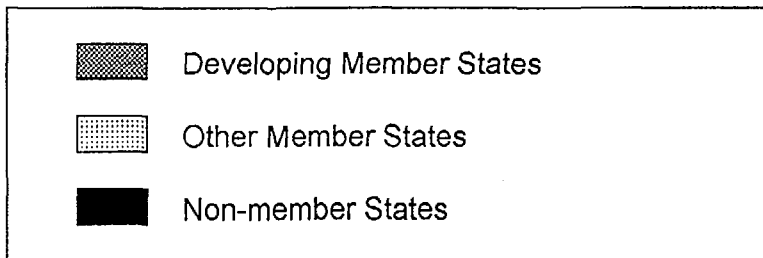 Developing Member States
Other Member States
Non-member States